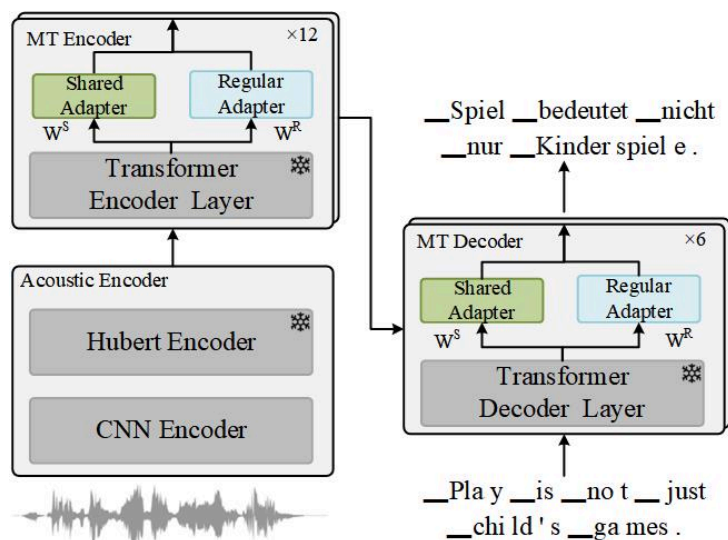 MT Encoder
×12
Shared Adapter
Regular Adapter
W^S
W^R
Transformer
Encoder Layer
Acoustic Encoder
Hubert Encoder
CNN Encoder
__Spiel __bedeutet __nicht
__nur __Kinder spiel e .
MT Decoder
×6
Shared Adapter
Regular Adapter
W^S
W^R
Transformer
Decoder Layer
__Pla y __is __no t __ just
__chi ld ' s __ga mes .